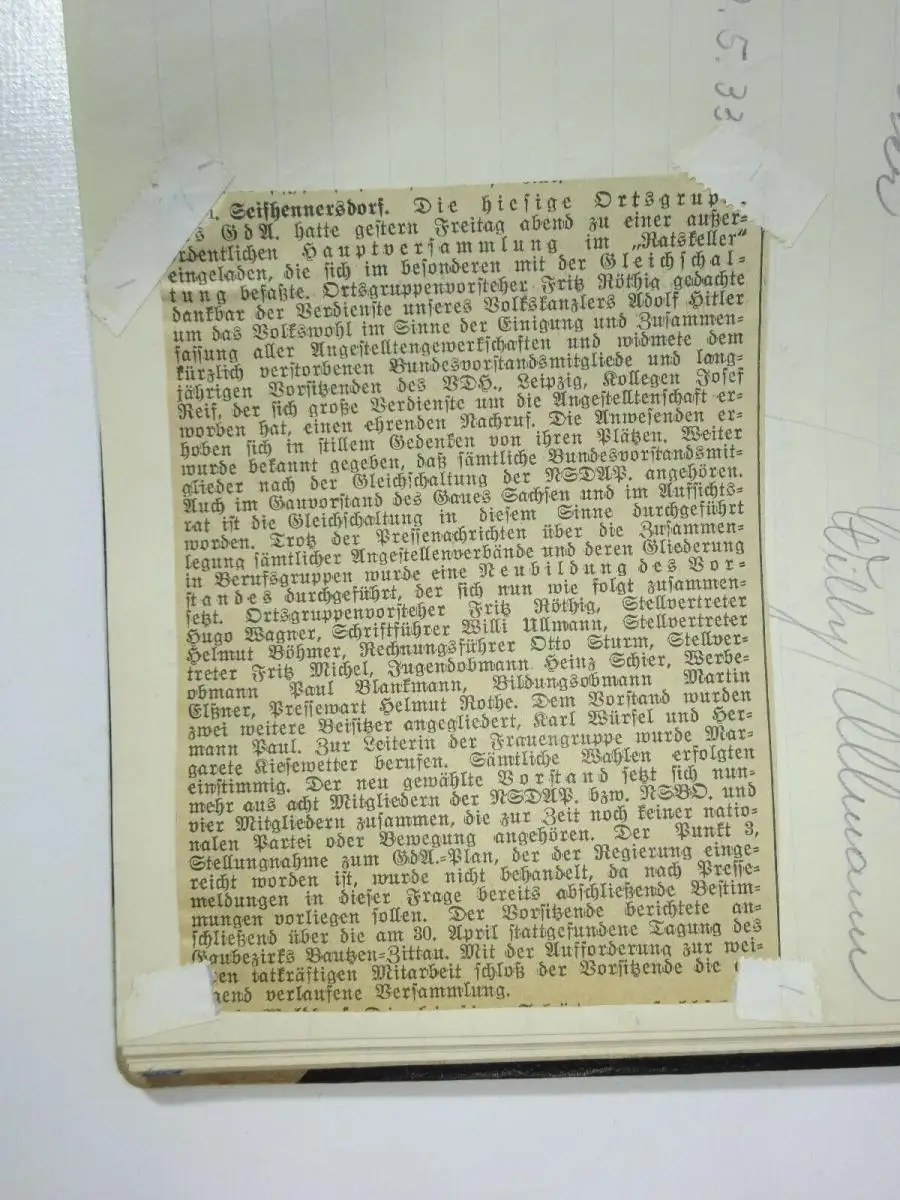 5. 33
Seifhennersdorf. Die hiesige Ortsgrup
GdA. hatte gestern Freitag abend zu einer außer-
rdentlichen Hauptversammlung im „Ratskeller"
eingeladen, die sich im besonderen mit der Gleichschal-
tung befaßte. Ortsgruppenvorsteher Fritz Röthig gedachte
dankbar der Verdienste unseres Volkskanzlers Adolf Hitler
um das Volkswohl im Sinne der Einigung und Zusammen-
fassung aller Angestelltengewerkschaften und widmete dem
kürzlich verstorbenen Bundesvorstandsmitgliede und lang-
jährigen Vorsitzenden des VDH., Leipzig, Kollegen Josef
Reif, der sich große Verdienste um die Angestelltenschaft er-
worben hat, einen ehrenden Nachruf. Die Anwesenden er-
hoben sich in stillem Gedenken von ihren Plätzen. Weiter
wurde bekannt gegeben, daß sämtliche Bundesvorstandsmit-
glieder nach der Gleichschaltung der NSDAP. angehören.
Auch im Gauvorstand des Gaues Sachsen und im Aufsichts-
rat ist die Gleichschaltung in diesem Sinne durchgeführt
worden. Trotz der Pressenachrichten über die Zusammen-
legung sämtlicher Angestellenverbände und deren Gliederung
in Berufsgruppen wurde eine Neubildung des Vor-
standes durchgeführt, der sich nun wie folgt zusammen-
setzt. Ortsgruppenvorsteher Fritz Röthig, Stellvertreter
Hugo Wagner, Schriftführer Willi Ullmann, Stellvertreter
Helmut Böhmer, Rechnungsführer Otto Sturm, Stellver-
treter Fritz Michel, Jugendobmann Heinz Schier, Werbe-
obmann Paul Blankmann, Bildungsobmann Martin
Elßner, Pressewart Helmut Rothe. Dem Vorstand wurden
zwei weitere Beisitzer angegliedert, Karl Würfel und Her-
mann Paul. Zur Leiterin der Frauengruppe wurde Mar-
garete Kiesewetter berufen. Sämtliche Wahlen erfolgten
einstimmig. Der neu gewählte Vorstand setzt sich nun-
mehr aus acht Mitgliedern der NSDAP. bzw. NSBO. und
vier Mitgliedern zusammen, die zur Zeit noch keiner natio-
nalen Partei oder Bewegung angehören. Der Punkt 3,
Stellungnahme zum GdA.-Plan, der der Regierung einge-
reicht worden ist, wurde nicht behandelt, da nach Presse-
meldungen in dieser Frage bereits abschließende Bestim-
mungen vorliegen sollen. Der Vorsitzende berichtete an-
schließend über die am 30. April stattgefundene Tagung des
Gaubezirks Bautzen-Zittau. Mit der Aufforderung zur wei-
en tatkräftigen Mitarbeit schloß der Vorsitzende die
gend verlaufene Versammlung.
Willy Ullmann